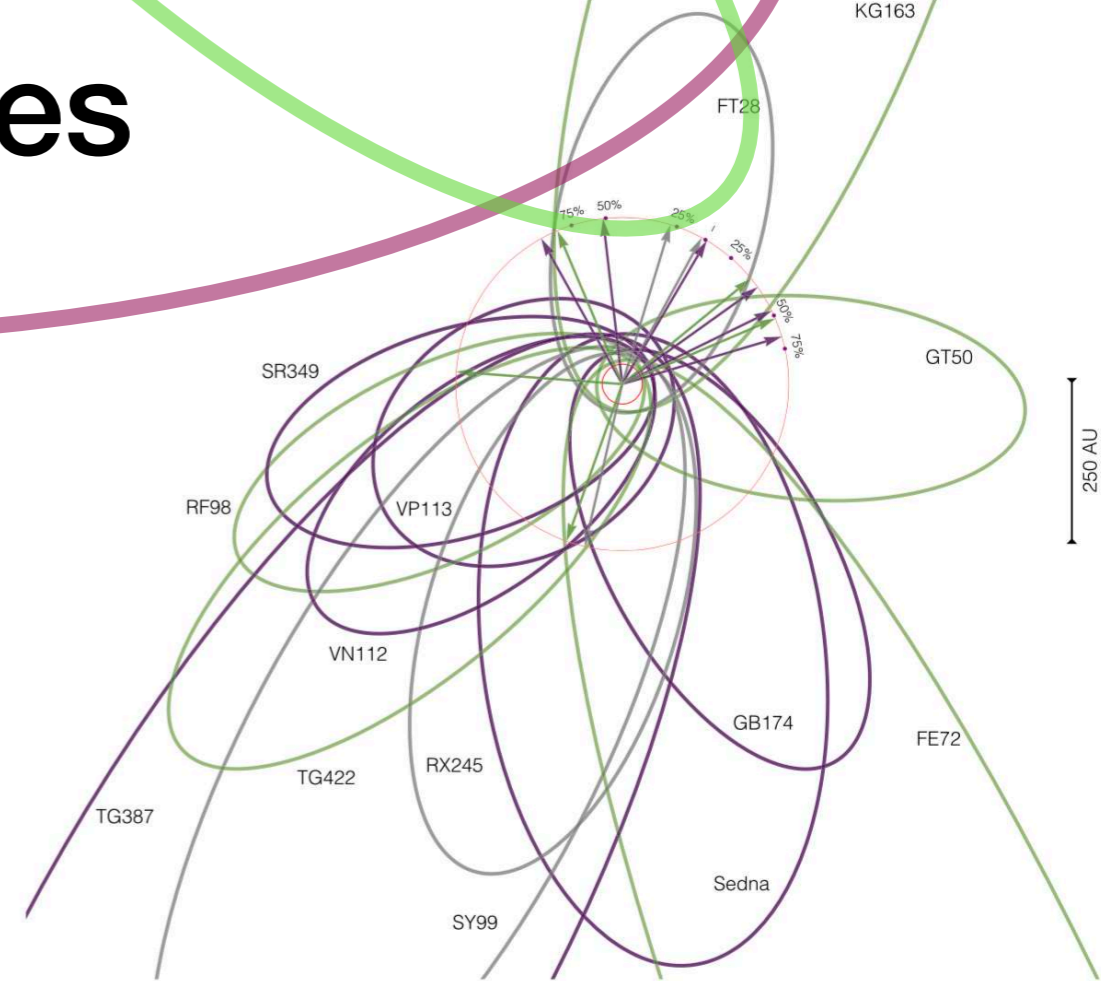 KG163
es
FT28
75%
50%
25%
25%
50%
75%
GT50
SR349
250 AU
RF98
VP113
VN112
GB174
FE72
RX245
TG422
TG387
Sedna
SY99